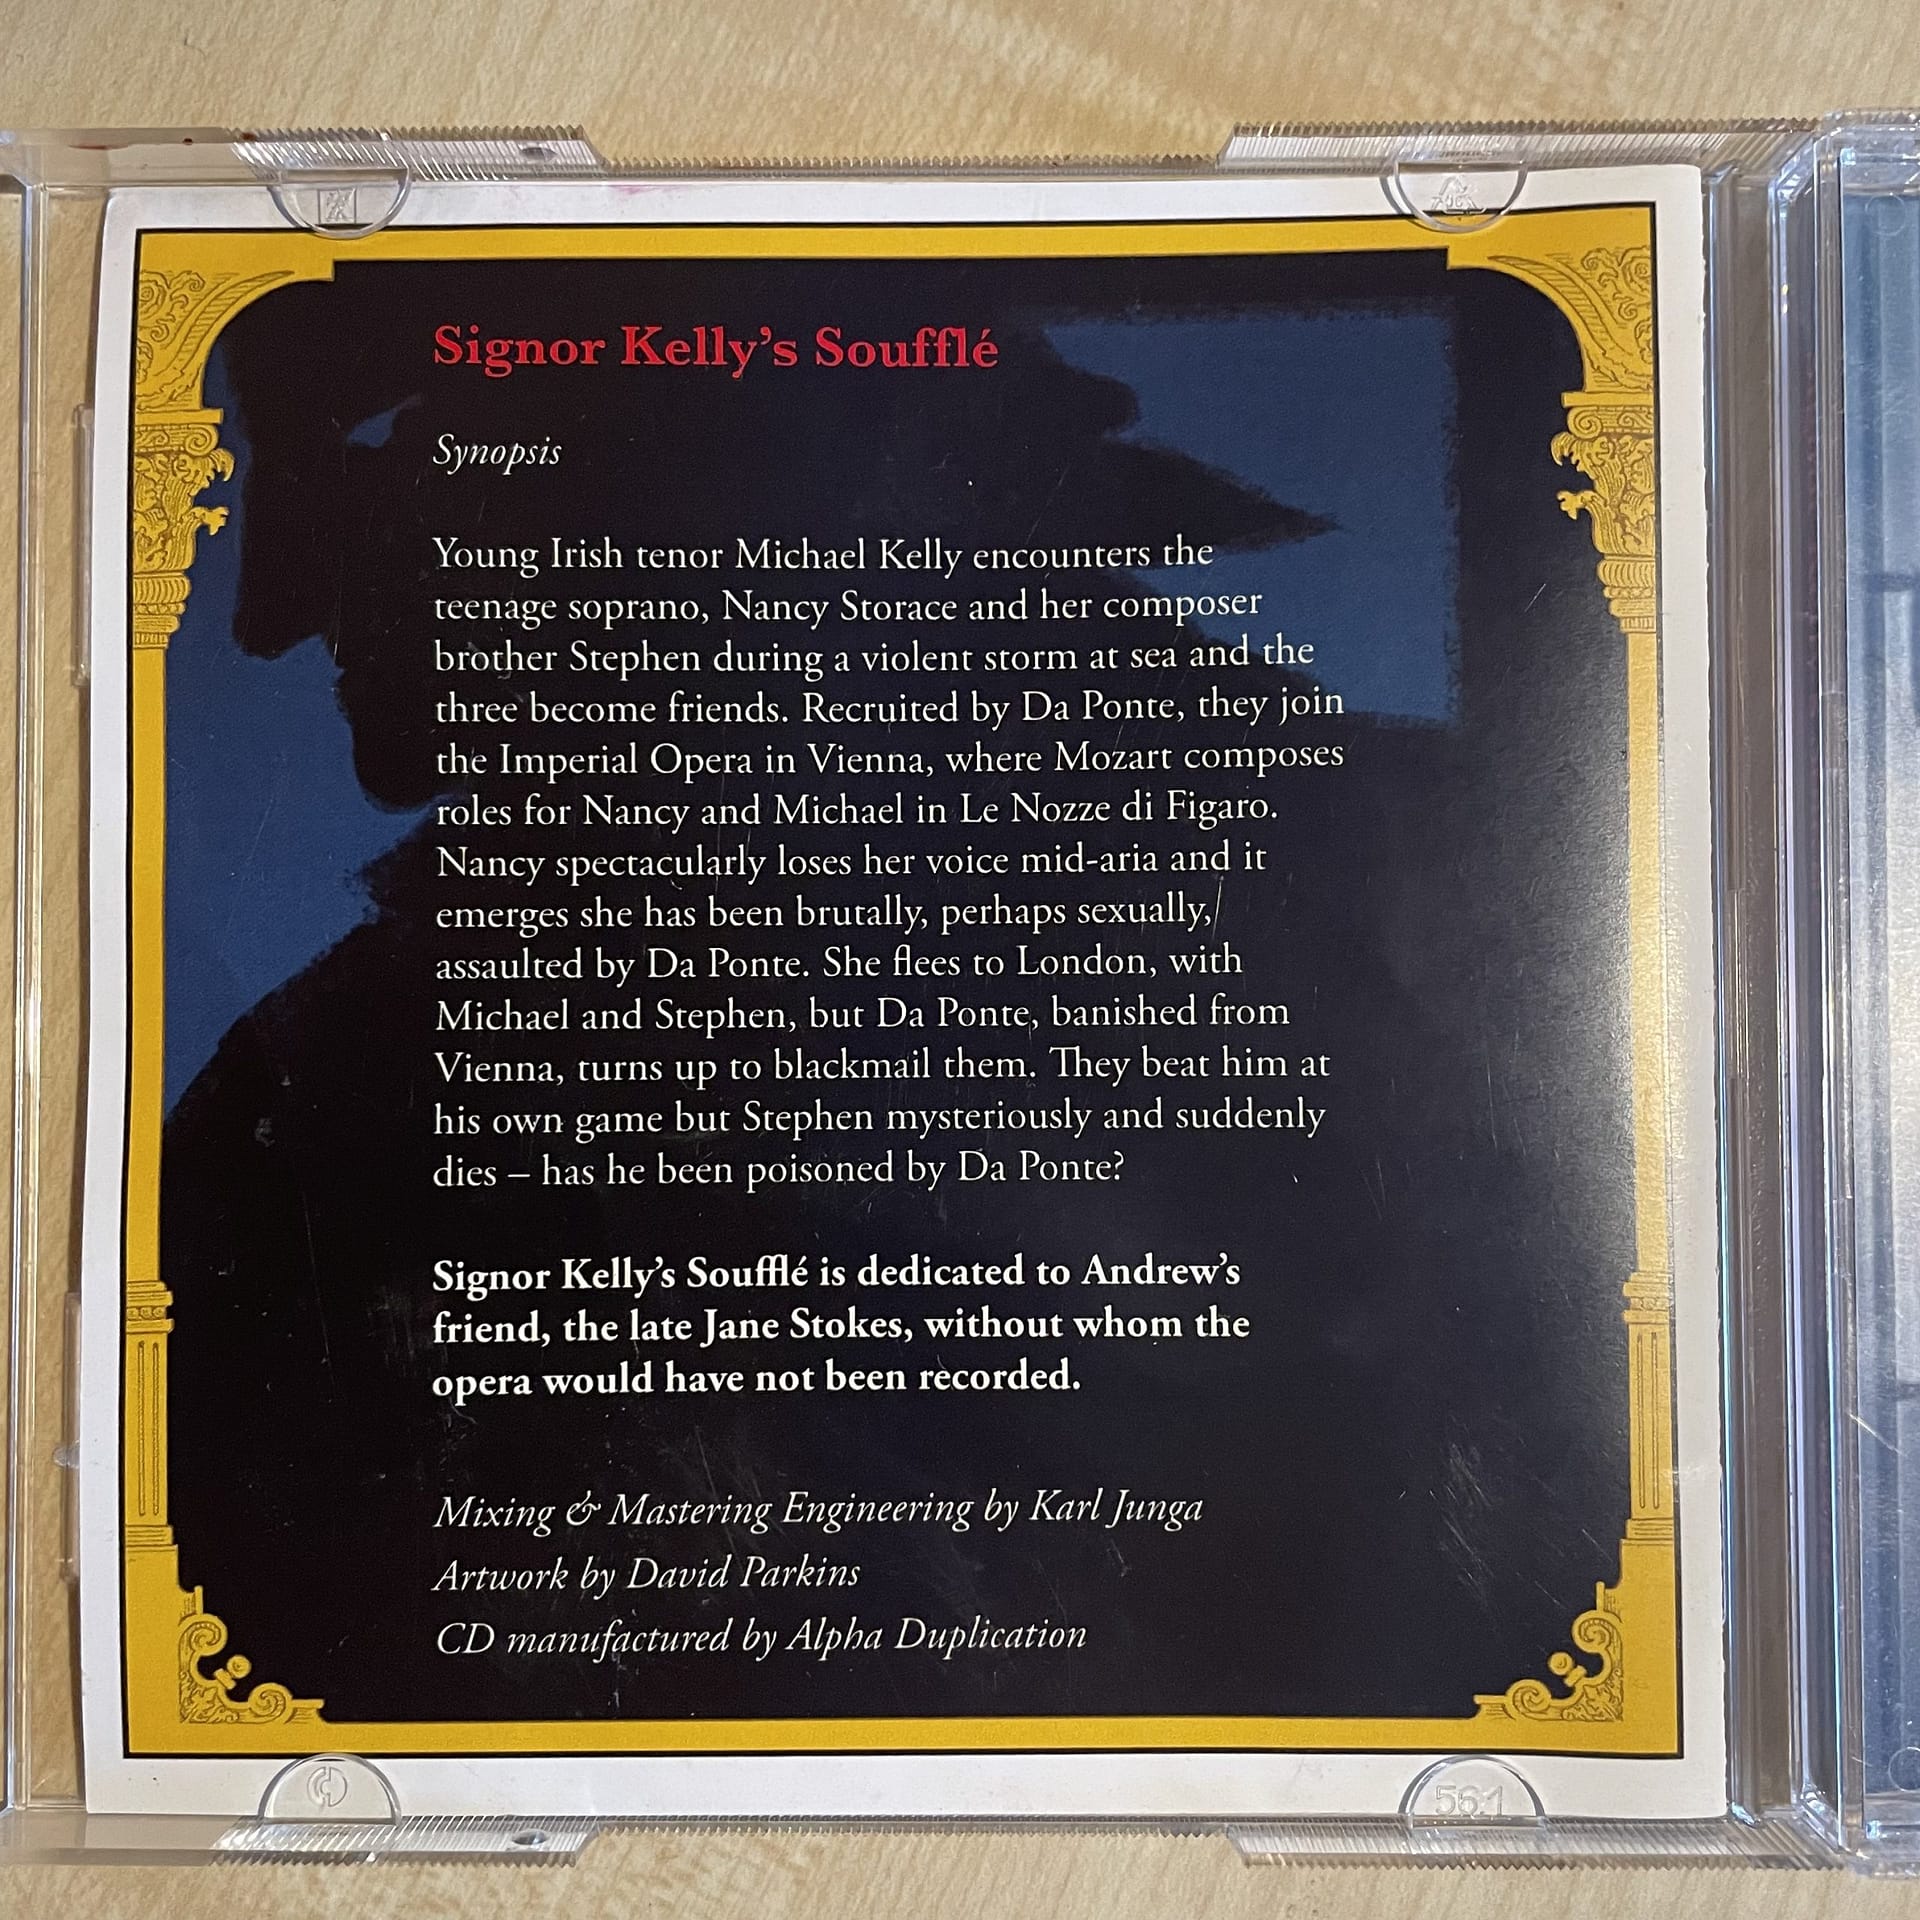 Signor Kelly's Soufflé
Synopsis
Young Irish tenor Michael Kelly encounters the
teenage soprano, Nancy Storace and her composer
brother Stephen during a violent storm at sea and the
three become friends. Recruited by Da Ponte, they join
the Imperial Opera in Vienna, where Mozart composes
roles for Nancy and Michael in Le Nozze di Figaro.
Nancy spectacularly loses her voice mid-aria and it
emerges she has been brutally, perhaps sexually,
assaulted by Da Ponte. She flees to London, with
Michael and Stephen, but Da Ponte, banished from
Vienna, turns up to blackmail them. They beat him at
his own game but Stephen mysteriously and suddenly
dies – has he been poisoned by Da Ponte?
Signor Kelly's Soufflé is dedicated to Andrew's
friend, the late Jane Stokes, without whom the
opera would have not been recorded.
Mixing & Mastering Engineering by Karl Junga
Artwork by David Parkins
CD manufactured by Alpha Duplication
561